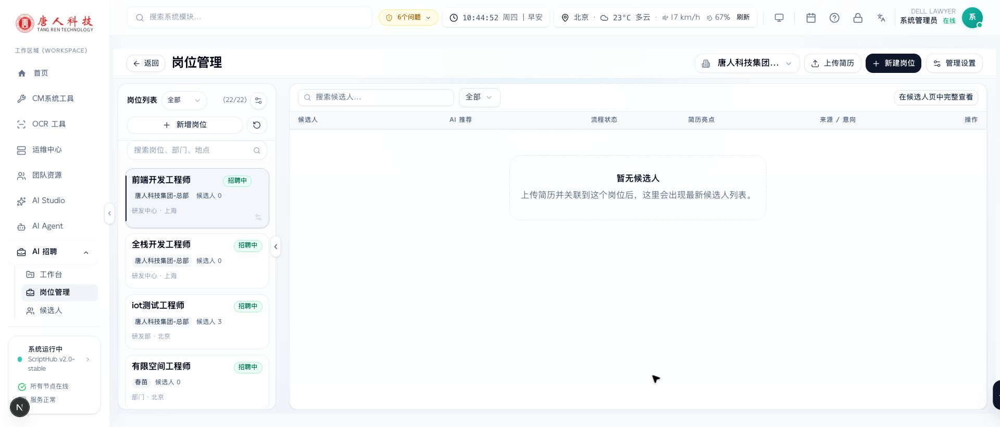 唐人科技
TANG REN TECHNOLOGY
搜索系统模块...
6个问题
10:44:52 周四 | 早安
北京 · 23°C 多云 · 17 km/h 67% 刷新
DELL LAWYER
系统管理员 在线
系
工作区域 (WORKSPACE)
首页
CM系统工具
OCR 工具
运维中心
团队资源
AI Studio
AI Agent
AI 招聘
工作台
岗位管理
候选人
系统运行中
ScriptHub v2.0-
stable
所有节点在线
服务正常
N
返回
岗位管理
唐人科技集团...
上传简历
新建岗位
管理设置
岗位列表
全部
(22/22)
新增岗位
搜索岗位、部门、地点
前端开发工程师
招聘中
唐人科技集团-总部 候选人 0
研发中心 · 上海
全栈开发工程师
招聘中
唐人科技集团-总部 候选人 0
研发中心 · 上海
iot测试工程师
招聘中
唐人科技集团-总部 候选人 3
研发部 · 北京
有限空间工程师
招聘中
春苗 候选人 0
部门 · 北京
搜索候选人...
全部
在候选人页中完整查看
候选人 AI 推荐 流程状态 简历亮点 来源 / 意向 操作
暂无候选人
上传简历并关联到这个岗位后，这里会出现最新候选人列表。